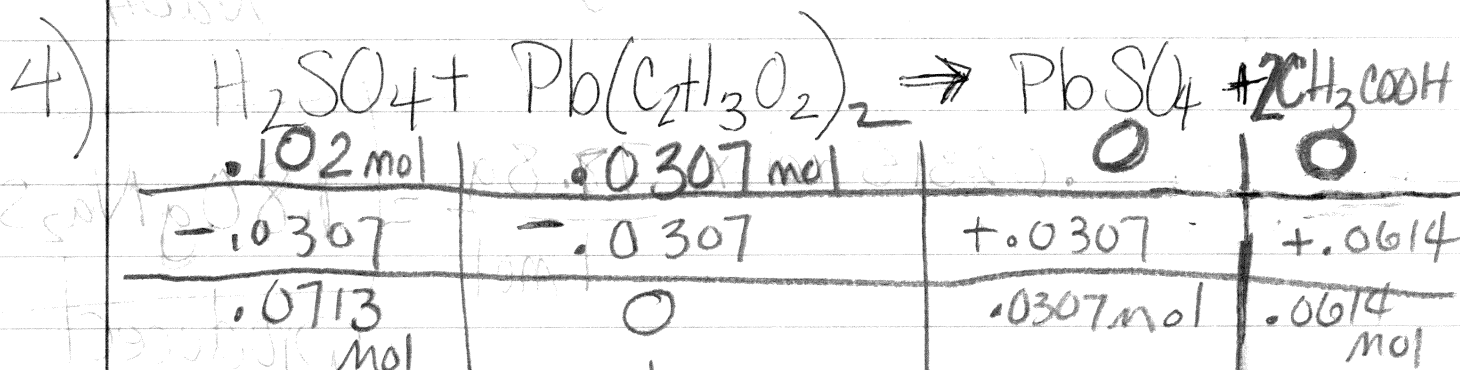 4) H₂SO₄ + Pb(C₂H₃O₂)₂ ⇒ PbSO₄ + 2CH₃COOH
.102 mol .0307 mol 0 0
-.0307 -.0307 +.0307 +.0614
.0713 mol 0 .0307 mol .0614 mol